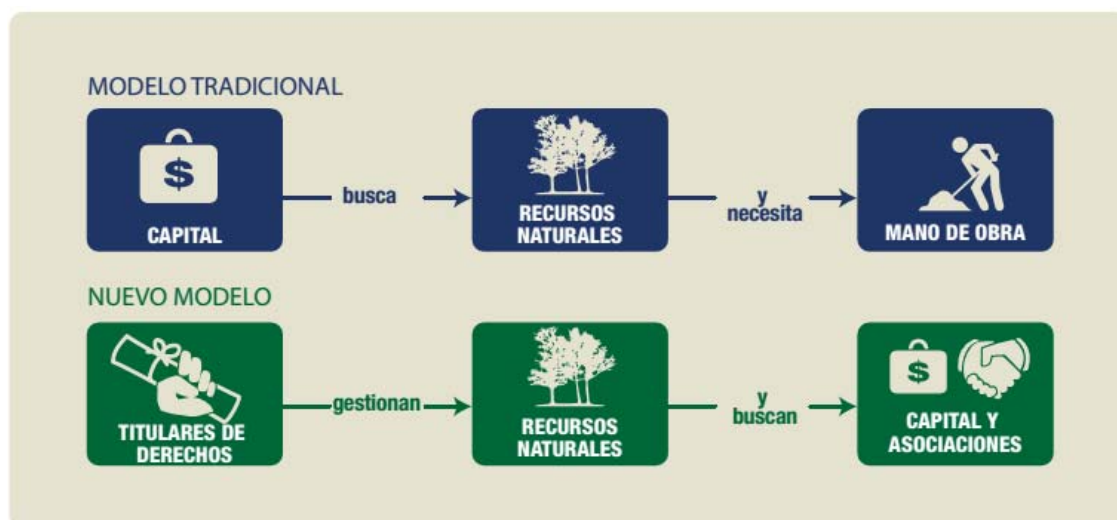 MODELO TRADICIONAL
$
CAPITAL
busca
RECURSOS
NATURALES
y
necesita
MANO DE OBRA
NUEVO MODELO
TITULARES DE
DERECHOS
gestionan
RECURSOS
NATURALES
y
buscan
$
CAPITAL Y
ASOCIACIONES